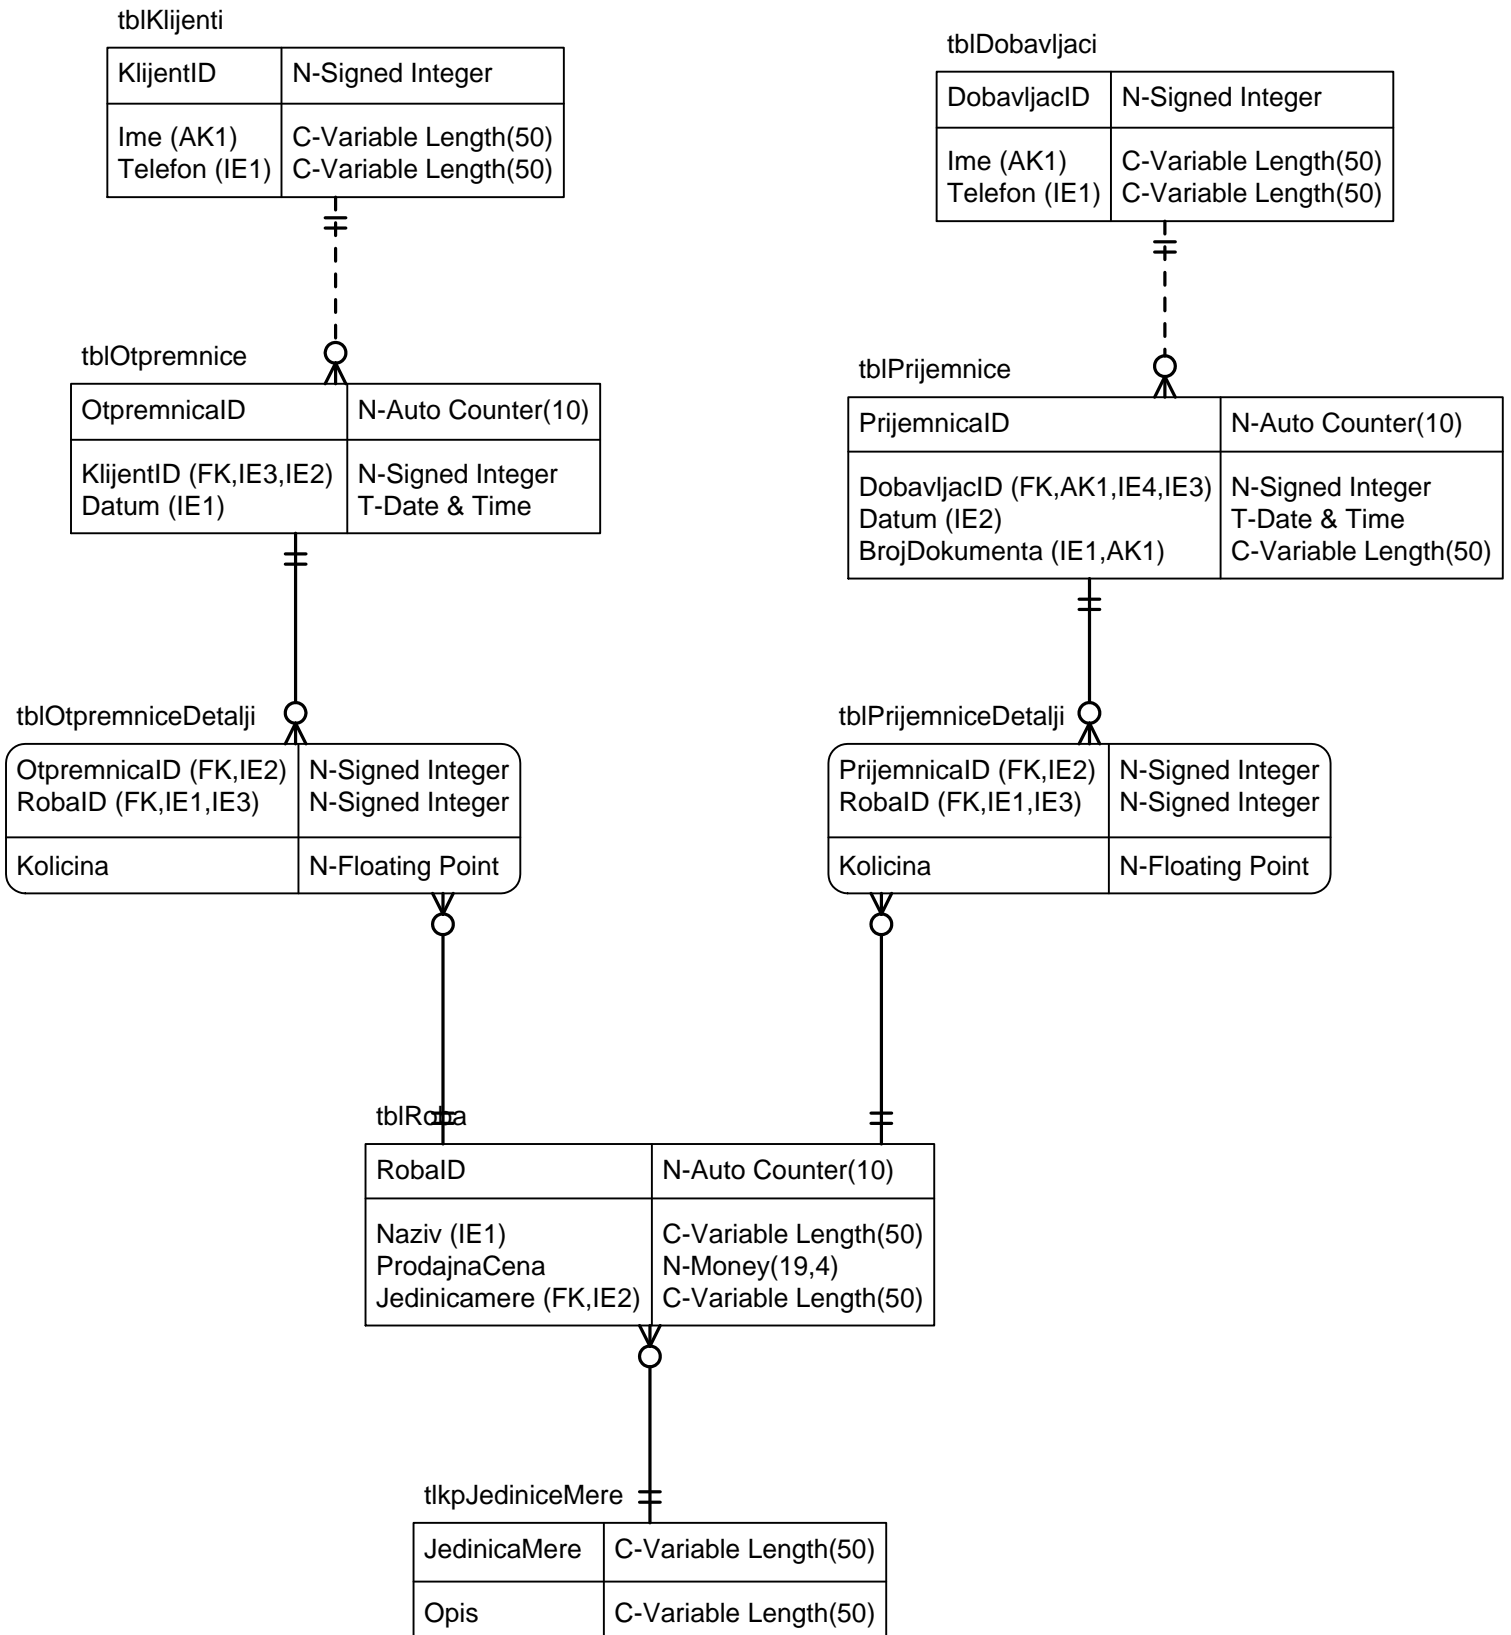 tblKlijenti
KlijentID N-Signed Integer
Ime (AK1) C-Variable Length(50)
Telefon (IE1) C-Variable Length(50)
tblDobavljaci
DobavljacID N-Signed Integer
Ime (AK1) C-Variable Length(50)
Telefon (IE1) C-Variable Length(50)
tblOtpremnice
OtpremnicaID N-Auto Counter(10)
KlijentID (FK,IE3,IE2) N-Signed Integer
Datum (IE1) T-Date & Time
tblPrijemnice
PrijemnicaID N-Auto Counter(10)
DobavljacID (FK,AK1,IE4,IE3) N-Signed Integer
Datum (IE2) T-Date & Time
BrojDokumenta (IE1,AK1) C-Variable Length(50)
tblOtpremniceDetalji
OtpremnicaID (FK,IE2) N-Signed Integer
RobaID (FK,IE1,IE3) N-Signed Integer
Kolicina N-Floating Point
tblPrijemniceDetalji
PrijemnicaID (FK,IE2) N-Signed Integer
RobaID (FK,IE1,IE3) N-Signed Integer
Kolicina N-Floating Point
tblRoba
RobaID N-Auto Counter(10)
Naziv (IE1) C-Variable Length(50)
ProdajnaCena N-Money(19,4)
Jedinicamere (FK,IE2) C-Variable Length(50)
tlkpJediniceMere
JedinicaMere C-Variable Length(50)
Opis C-Variable Length(50)